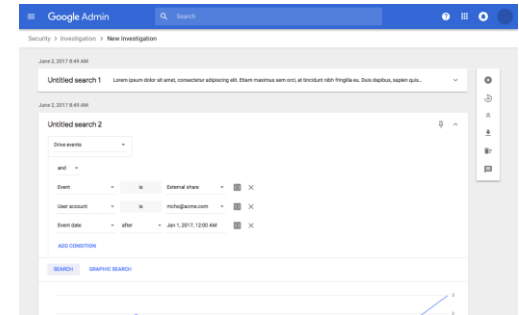 Google Admin
Search
Security > Investigation > New Investigation
June 3, 2017 8:49 AM
Untitled search 1 Lorem ipsum dolor sit amet, consectetur adipiscing elit. Etiam maximus sem orci, at tincidunt nibh fringilla eu. Duis dapibus, sapien quis..
June 3, 2017 8:49 AM
Untitled search 2
Drive events
and
Event is External share
User account is mcho@acme.com
Event date after Jan 1, 2017, 12:00 AM
ADD CONDITION
SEARCH GRAPHIC SEARCH
3